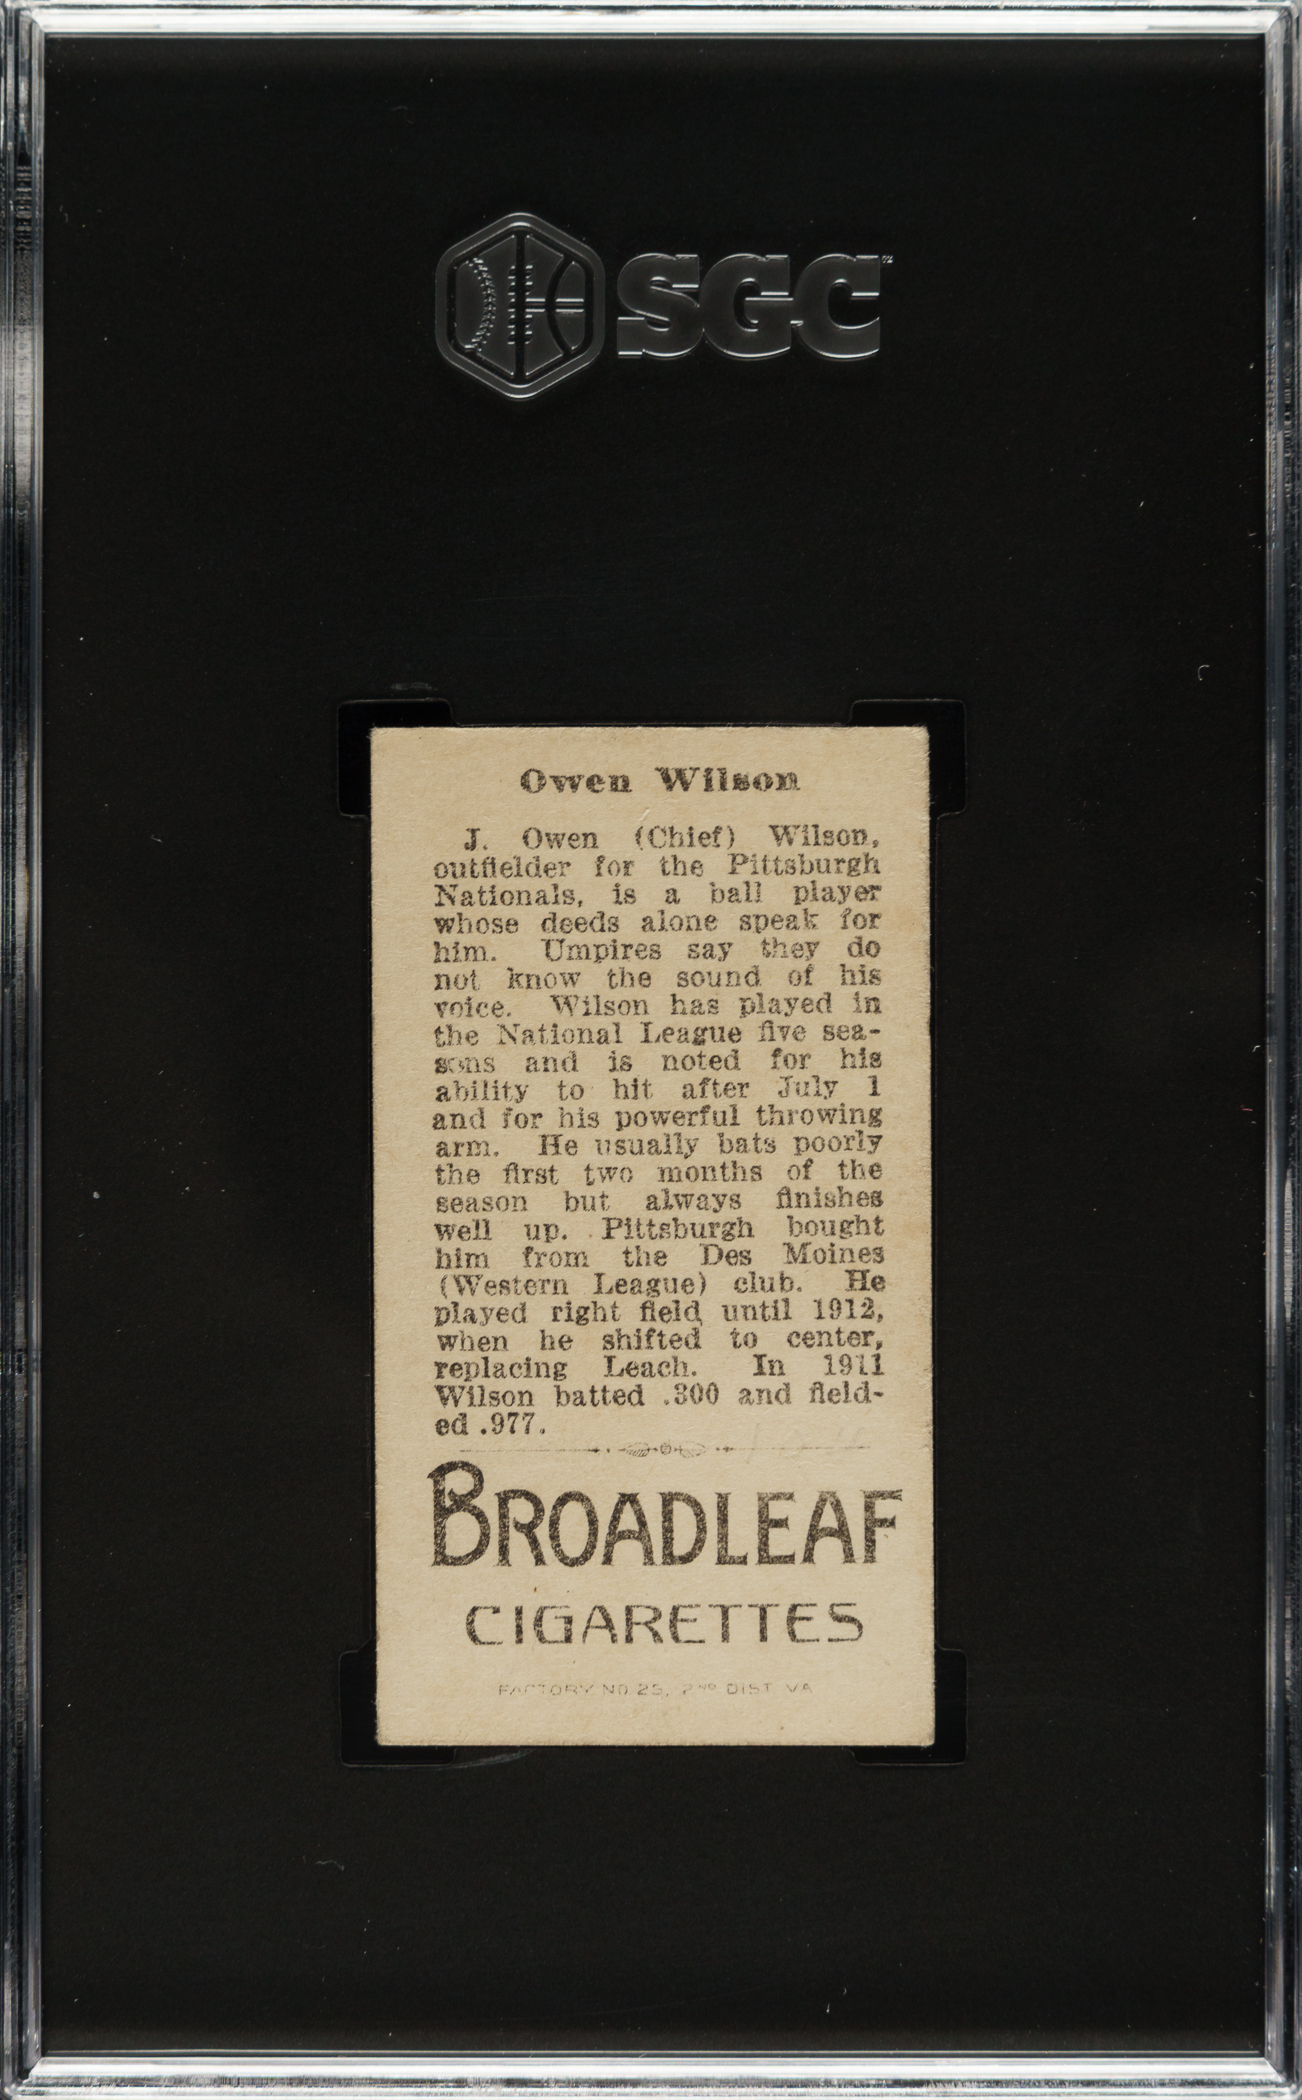 SGC
Owen Wilson
J. Owen (Chief) Wilson,
outfielder for the Pittsburgh
Nationals, is a ball player
whose deeds alone speak for
him. Umpires say they do
not know the sound of his
voice. Wilson has played in
the National League five sea-
sons and is noted for his
ability to hit after July 1
and for his powerful throwing
arm. He usually bats poorly
the first two months of the
season but always finishes
well up. Pittsburgh bought
him from the Des Moines
(Western League) club. He
played right field until 1912,
when he shifted to center,
replacing Leach. In 1911
Wilson batted .300 and field-
ed .977.
BROADLEAF
CIGARETTES
FACTORY NO 25, 2ND DIST. VA